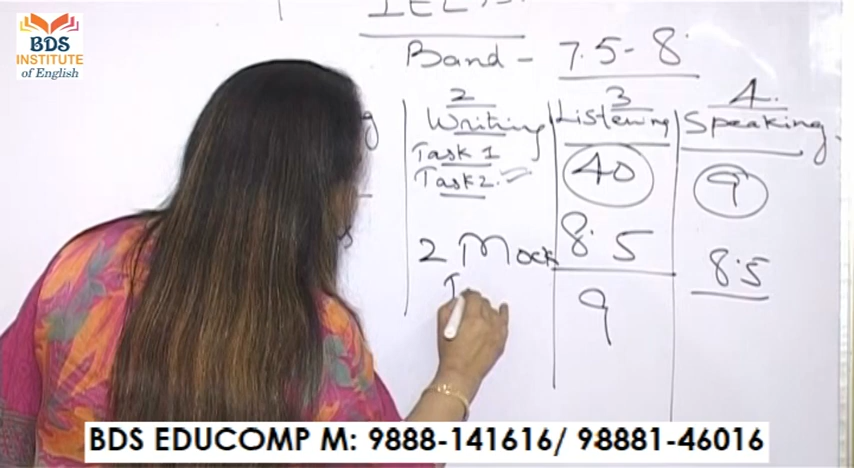 BDS
INSTITUTE
of English
IELTS
Band - 7.5 - 8
2 3 4.
Writing Listening Speaking
Task 1
Task 2. 40 9
2 Mock 8.5 8.5
9
BDS EDUCOMP M: 9888-141616/ 98881-46016